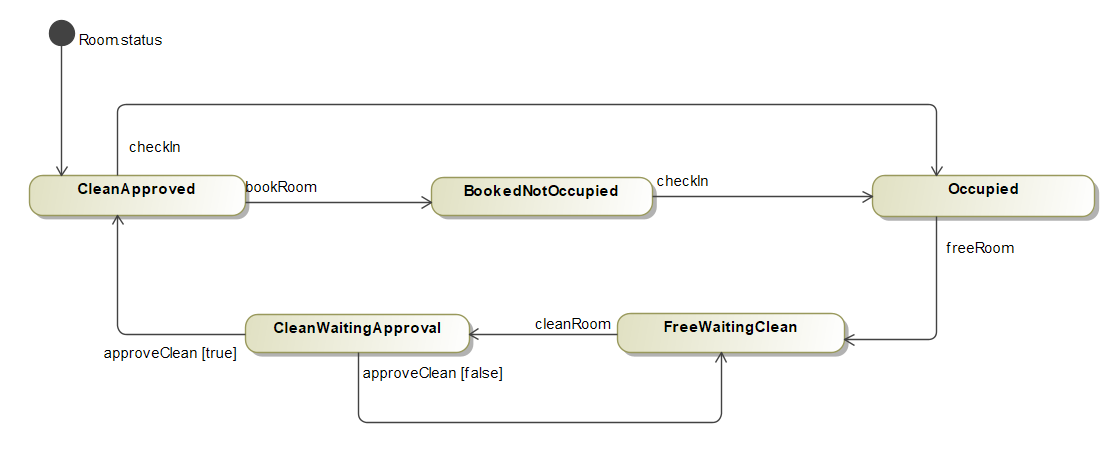 Room.status
checkIn
CleanApproved
bookRoom
BookedNotOccupied
checkIn
Occupied
freeRoom
CleanWaitingApproval
cleanRoom
FreeWaitingClean
approveClean [true]
approveClean [false]